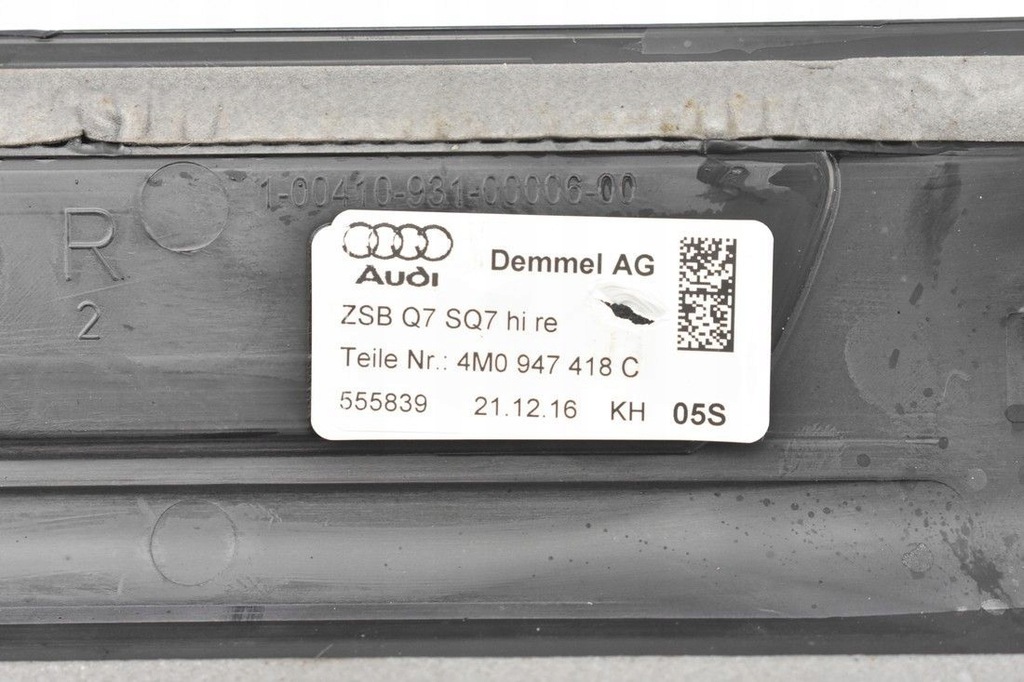 1-00410-931-00006-00
R
2
Audi
Demmel AG
ZSB Q7 SQ7 hi re
Teile Nr.: 4M0 947 418 C
555839 21.12.16 KH 05S